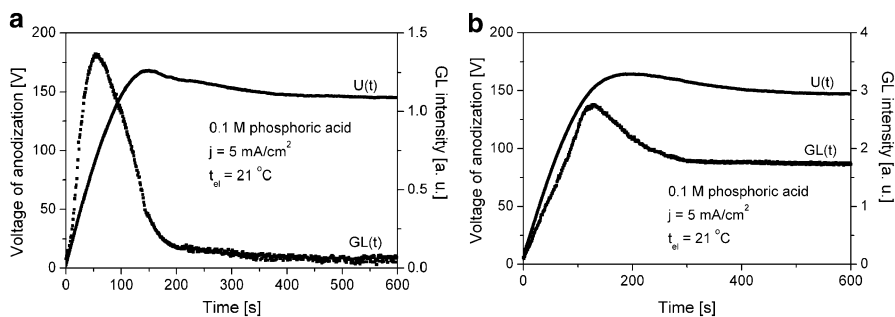 a
200
150
100
50
0
Voltage of anodization [V]
0 100 200 300 400 500 600
Time [s]
1.5
1.0
0.5
0.0
GL intensity [a. u.]
U(t)
0.1 M phosphoric acid
j = 5 mA/cm²
t_el = 21 °C
GL(t)
b
200
150
100
50
0
Voltage of anodization [V]
0 200 400 600
Time [s]
4
3
2
1
0
GL intensity [a. u.]
U(t)
GL(t)
0.1 M phosphoric acid
j = 5 mA/cm²
t_el = 21 °C